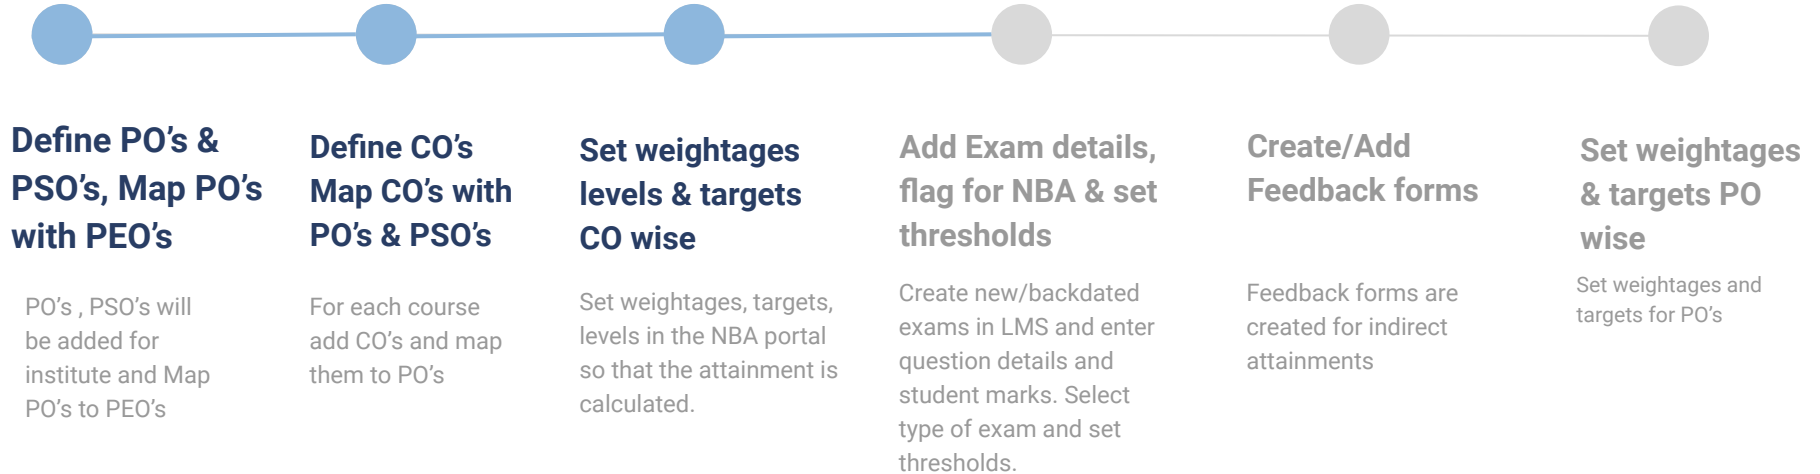 Define PO’s &
PSO’s, Map PO’s
with PEO’s
PO’s , PSO’s will
be added for
institute and Map
PO’s to PEO’s
Define CO’s
Map CO’s with
PO’s & PSO’s
For each course
add CO’s and map
them to PO’s
Set weightages
levels & targets
CO wise
Set weightages, targets,
levels in the NBA portal
so that the attainment is
calculated.
Add Exam details,
flag for NBA & set
thresholds
Create new/backdated
exams in LMS and enter
question details and
student marks. Select
type of exam and set
thresholds.
Create/Add
Feedback forms
Feedback forms are
created for indirect
attainments
Set weightages
& targets PO
wise
Set weightages and
targets for PO’s